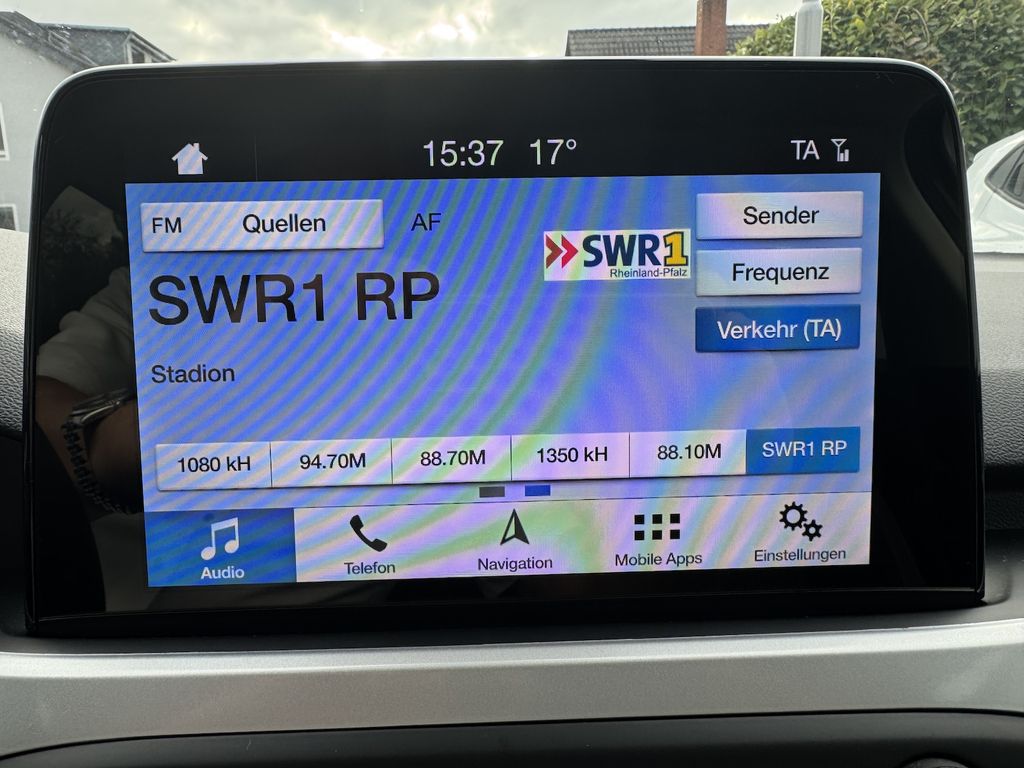 15:37 17° TA
FM Quellen AF
Sender
SWR1
Rheinland-Pfalz
Frequenz
SWR1 RP
Verkehr (TA)
Stadion
1080 kH 94.70M 88.70M 1350 kH 88.10M SWR1 RP
Audio Telefon Navigation Mobile Apps Einstellungen